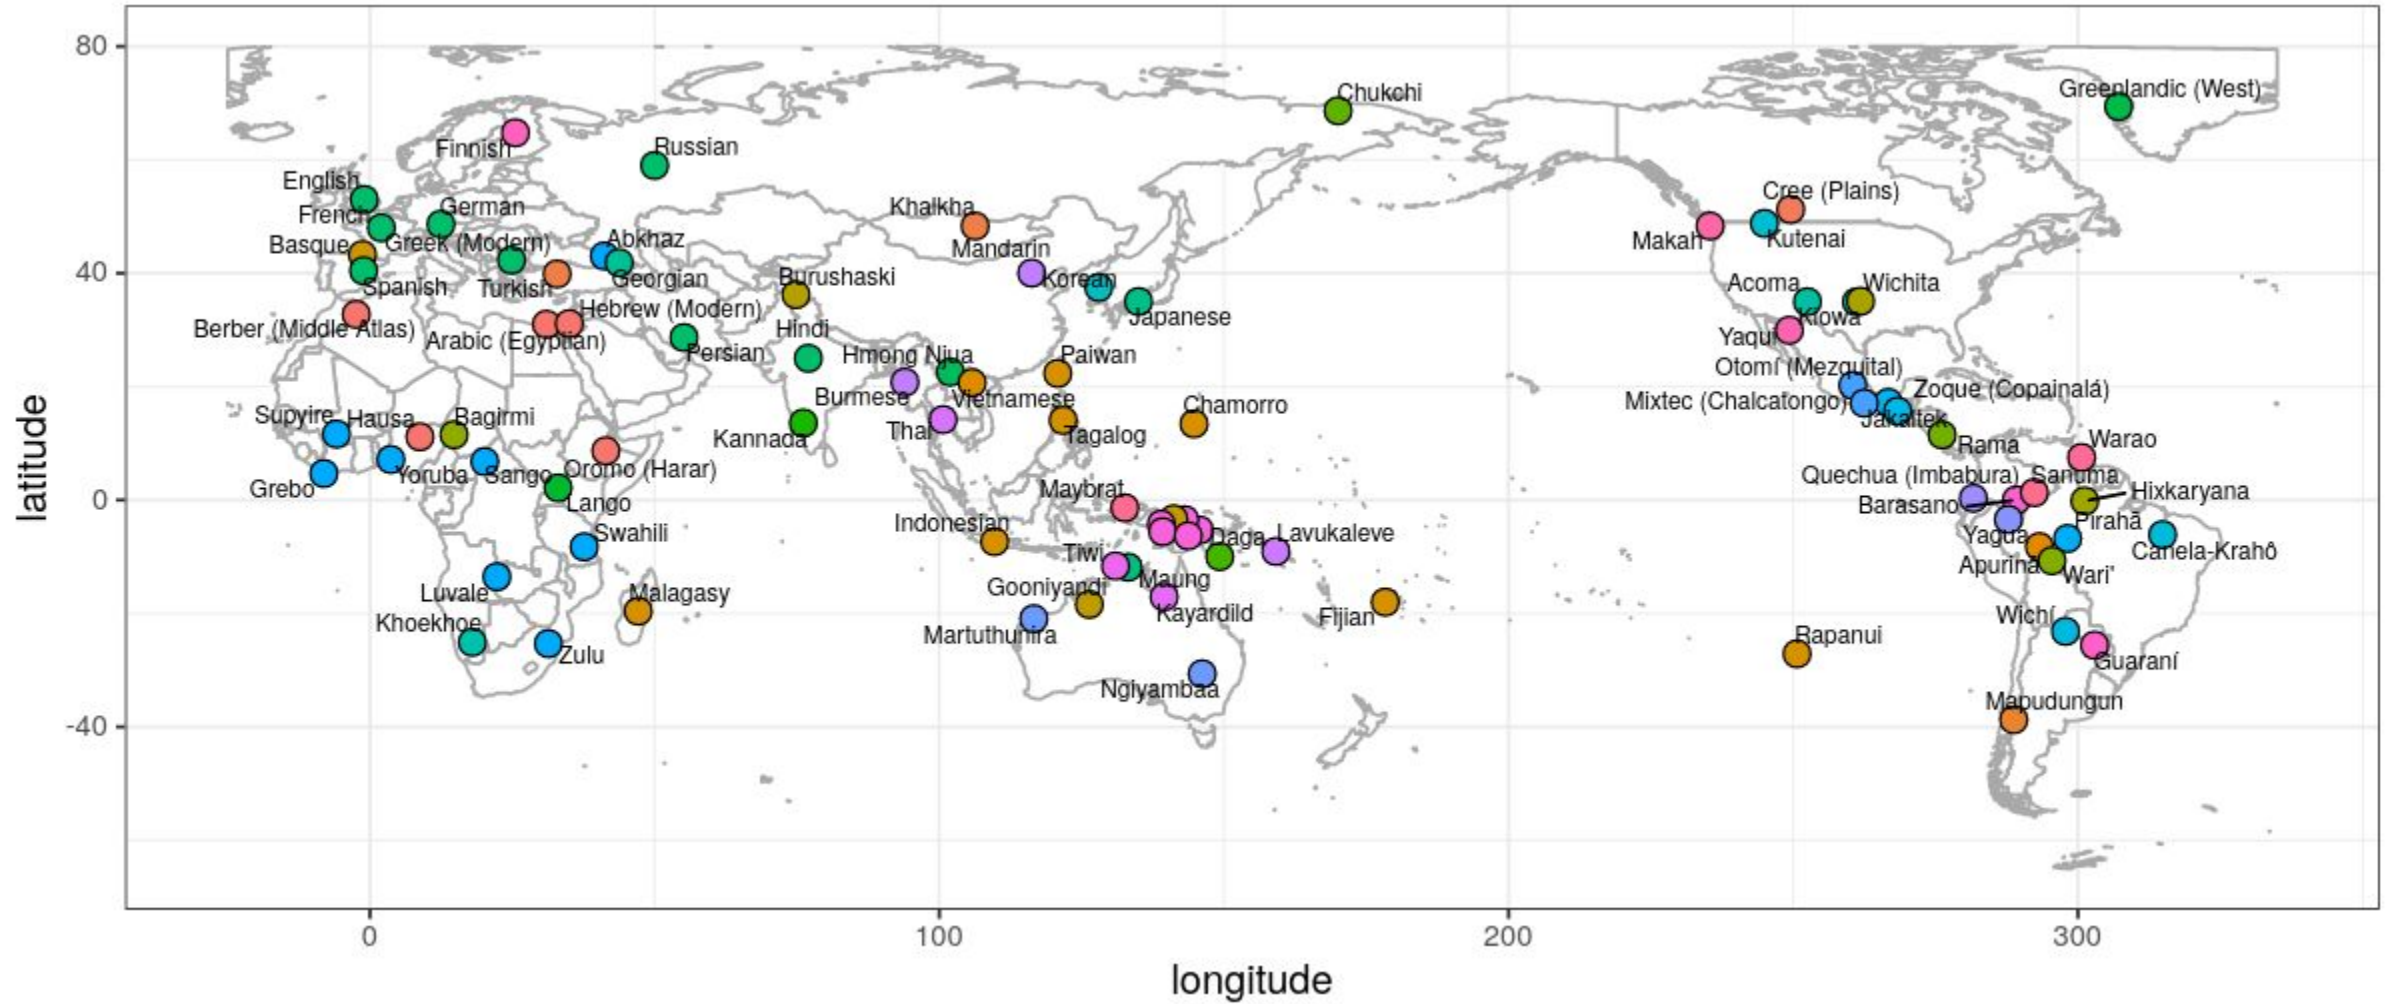 80
Chukchi
Greenlandic (West)
Finnish
Russian
English
Cree (Plains)
French
German
Khalkha
Makah
Kutenai
Basque
Greek (Modern)
Abkhaz
Mandarin
40
Spanish
Turkish
Georgian
Burushaski
Korean
Acoma
Wichita
Berber (Middle Atlas)
Hebrew (Modern)
Japanese
Kiowa
Arabic (Egyptian)
Persian
Hindi
Yaqui
Hmong Njua
Paiwan
Otomí (Mezquital)
Burmese
Vietnamese
Chamorro
Mixtec (Chalcatongo)
Zoque (Copainalá)
Supyire
Hausa
Bagirmi
Kannada
Thai
Tagalog
Jakaltek
Rama
Warao
Grebo
Yoruba
Sango
Oromo (Harar)
Lango
Maybrat
Quechua (Imbabura)
Sanuma
Hixkaryana
0
Barasano
Swahili
Indonesian
Daga
Lavukaleve
Yagua
Pirahã
Canela-Krahô
Luvale
Malagasy
Tiwi
Maung
Apurinã
Wari'
Gooniyandi
Kayardild
Fijian
Khoekhoe
Zulu
Martuthunira
Rapanui
Wichí
Guaraní
Ngiyambaa
Mapudungun
-40
latitude
0
100
200
300
longitude